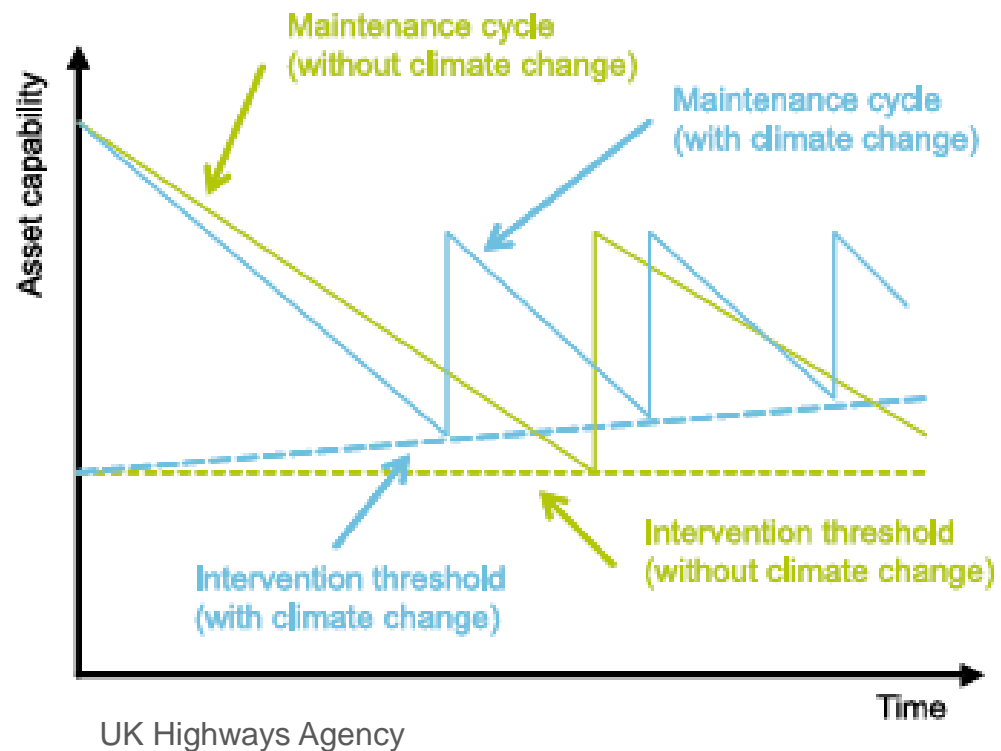 Maintenance cycle
(without climate change)
Maintenance cycle
(with climate change)
Asset capability
Intervention threshold
(without climate change)
Intervention threshold
(with climate change)
Time
UK Highways Agency